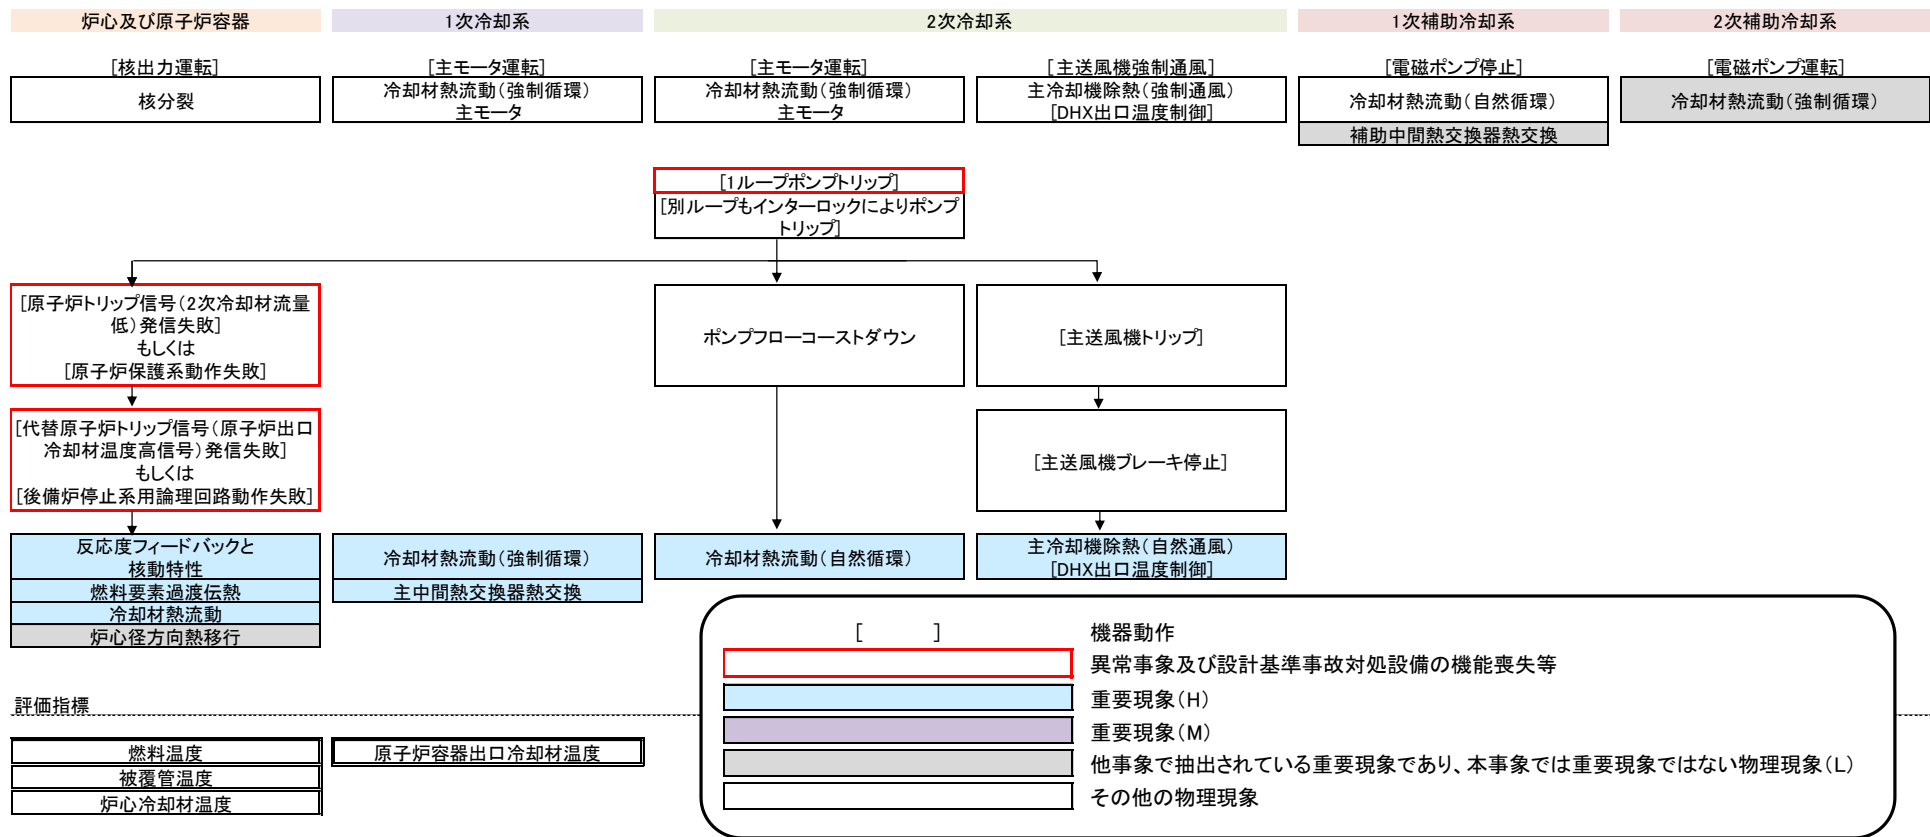 炉心及び原子炉容器
1次冷却系
2次冷却系
1次補助冷却系
2次補助冷却系
[核出力運転]
[主モータ運転]
[主モータ運転]
[主送風機強制通風]
[電磁ポンプ停止]
[電磁ポンプ運転]
核分裂
冷却材熱流動(強制循環)
主モータ
冷却材熱流動(強制循環)
主モータ
主冷却機除熱(強制通風)
[DHX出口温度制御]
冷却材熱流動(自然循環)
補助中間熱交換器熱交換
冷却材熱流動(強制循環)
[1ループポンプトリップ]
[別ループもインターロックによりポンプ
トリップ]
[原子炉トリップ信号(2次冷却材流量
低)発信失敗]
もしくは
[原子炉保護系動作失敗]
ポンプフローコーストダウン
[主送風機トリップ]
[代替原子炉トリップ信号(原子炉出口
冷却材温度高信号)発信失敗]
もしくは
[後備炉停止系用論理回路動作失敗]
[主送風機ブレーキ停止]
反応度フィードバックと
核動特性
燃料要素過渡伝熱
冷却材熱流動
炉心径方向熱移行
冷却材熱流動(強制循環)
主中間熱交換器熱交換
冷却材熱流動(自然循環)
主冷却機除熱(自然通風)
[DHX出口温度制御]
[ ] 機器動作
異常事象及び設計基準事故対処設備の機能喪失等
重要現象(H)
重要現象(M)
他事象で抽出されている重要現象であり、本事象では重要現象ではない物理現象(L)
その他の物理現象
評価指標
燃料温度
被覆管温度
炉心冷却材温度
原子炉容器出口冷却材温度